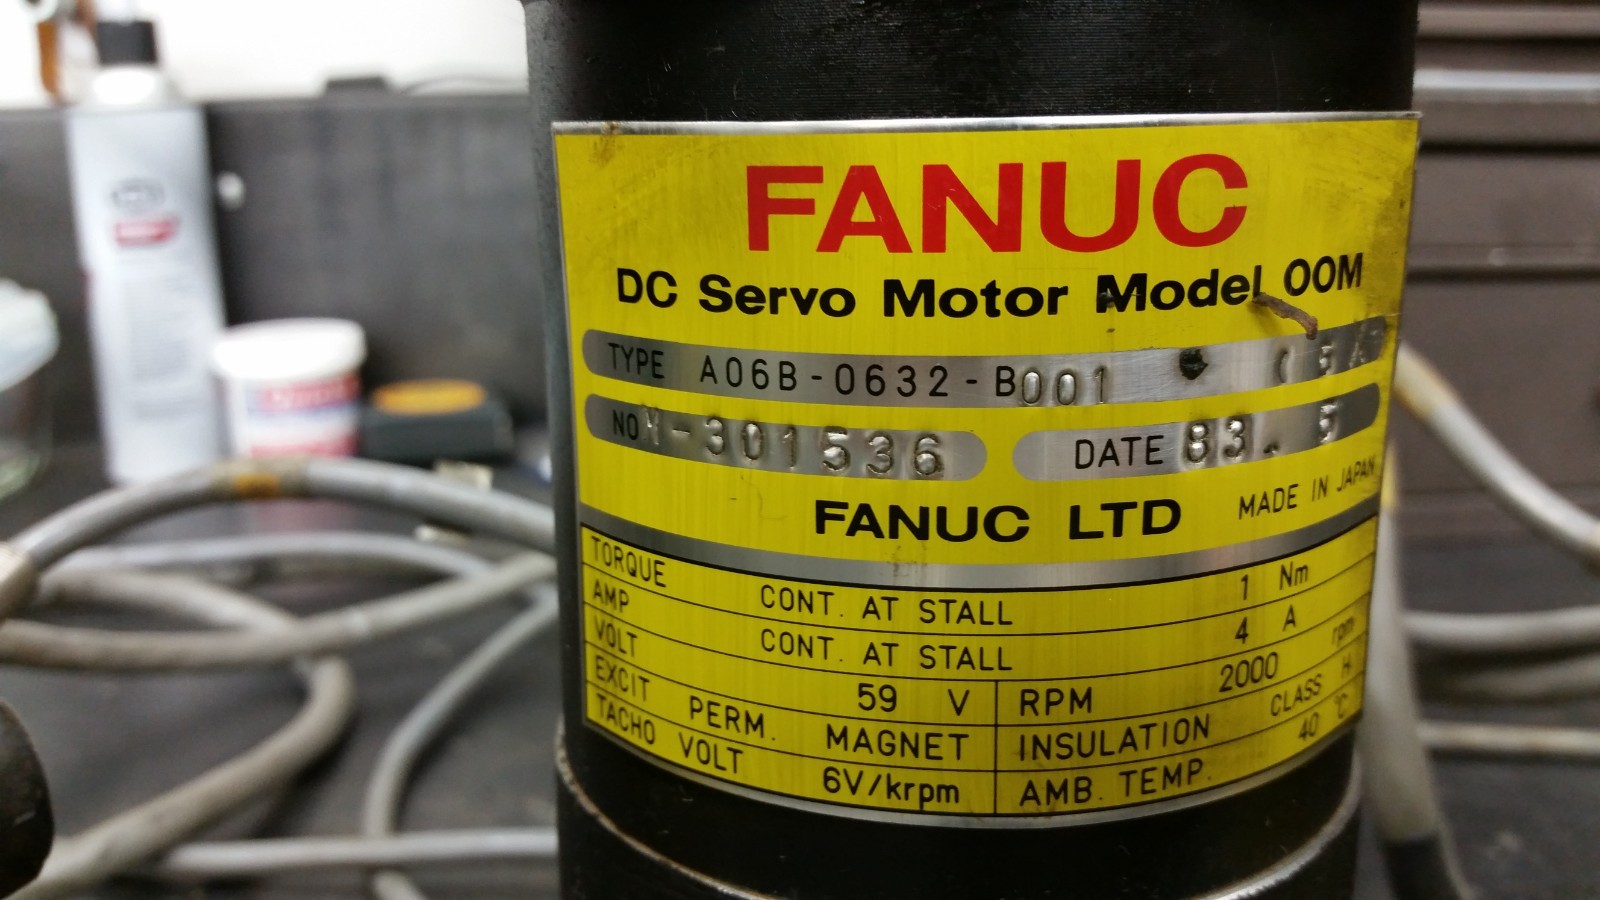 FANUC
DC Servo Motor Model OOM
TYPE A06B-0632-B001
NO -301536 DATE 83. 5
FANUC LTD MADE IN JAPAN
TORQUE CONT. AT STALL 1 Nm
AMP CONT. AT STALL 4 A
VOLT 59 V RPM 2000 rpm
EXCIT PERM. MAGNET INSULATION CLASS H
TACHO VOLT 6V/krpm AMB. TEMP. 40 °C